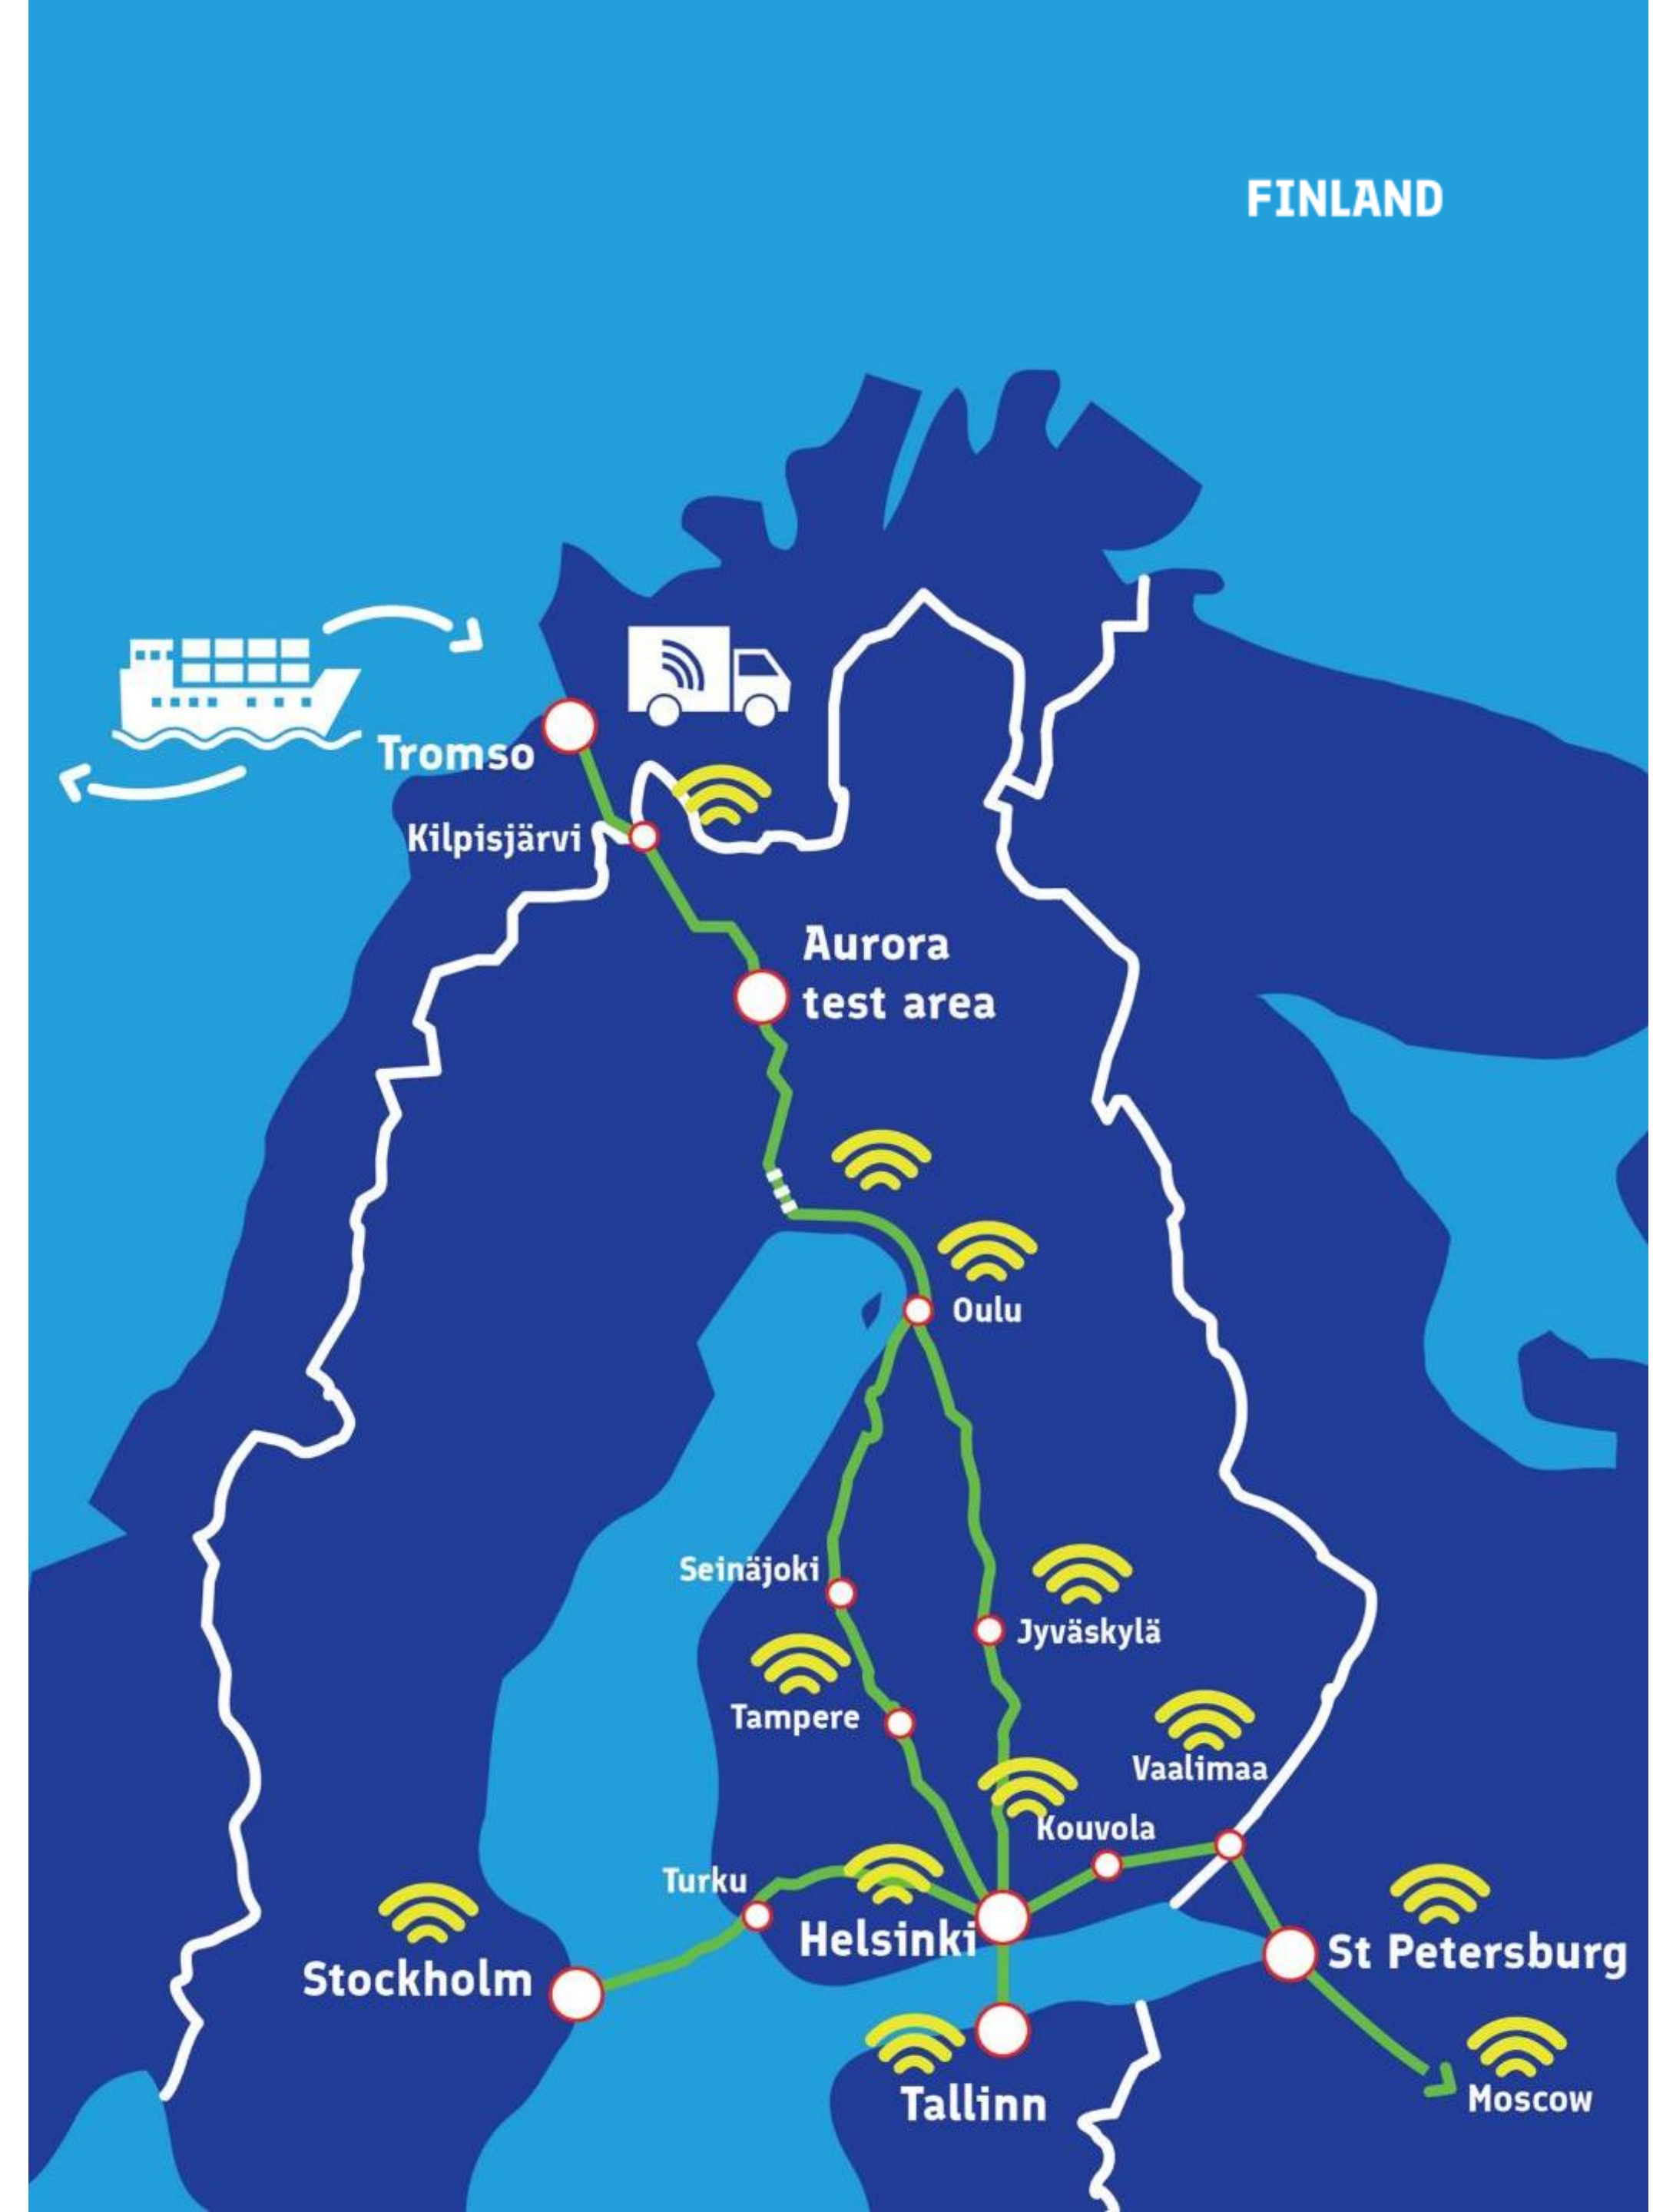 FINLAND
Tromso
Kilpisjärvi
Aurora
test area
Oulu
Seinäjoki
Jyväskylä
Tampere
Vaalimaa
Kouvola
Turku
Helsinki
St Petersburg
Stockholm
Tallinn
Moscow